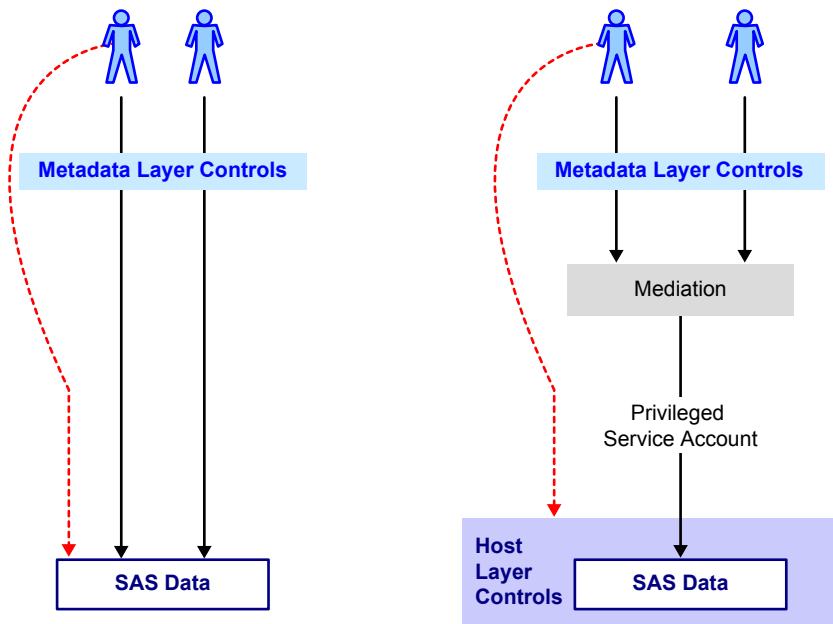 Metadata Layer Controls
SAS Data
Metadata Layer Controls
Mediation
Privileged
Service Account
Host
Layer
Controls
SAS Data